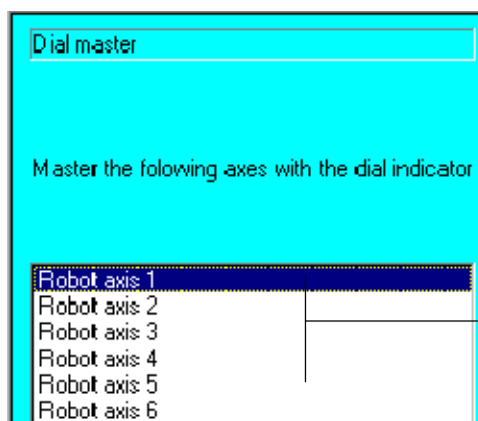 Dial master
Master the folowing axes with the dial indicator
Robot axis 1
Robot axis 2
Robot axis 3
Robot axis 4
Robot axis 5
Robot axis 6